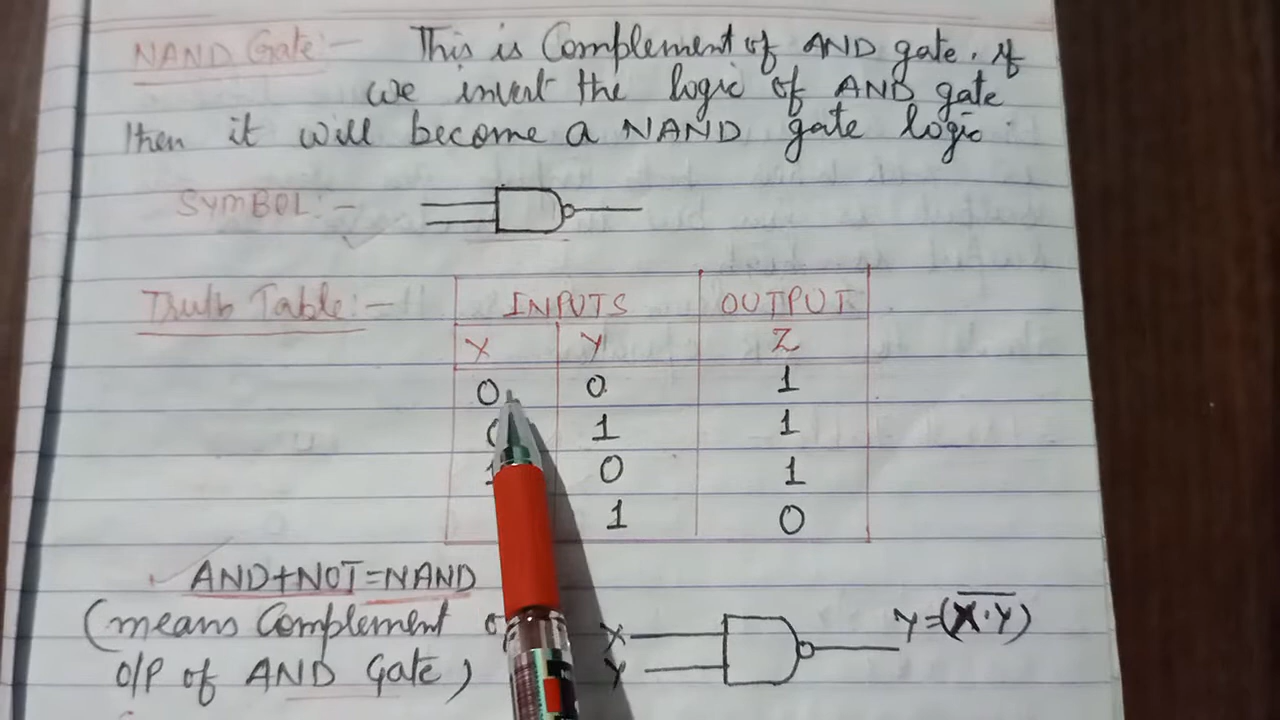 NAND Gate:- This is Complement of AND gate. If
we invert the logic of AND gate
then it will become a NAND gate logic.
SYMBOL:-
Truth Table:-
INPUTS OUTPUT
X Y Z
0 0 1
0 1 1
1 0 1
1 0
AND+NOT=NAND
(means Complement
O/P of AND Gate)
X
Y
Y=(X·Y)